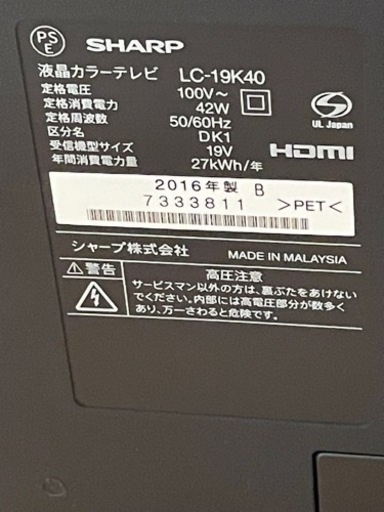 PS
E
SHARP
液晶カラーテレビ LC-19K40
定格電圧 100V～
定格消費電力 42W
定格周波数 50/60Hz
区分名 DK1
受信機型サイズ 19V
年間消費電力量 27kWh/年
UL Japan
HDMI
2016年製 B
7333811 >PET<
シャープ株式会社 MADE IN MALAYSIA
警告
高圧注意
サービスマン以外の方は、裏ぶたをあけない
でください。内部には高電圧部分が数多く
あり、万一さわると危険です。